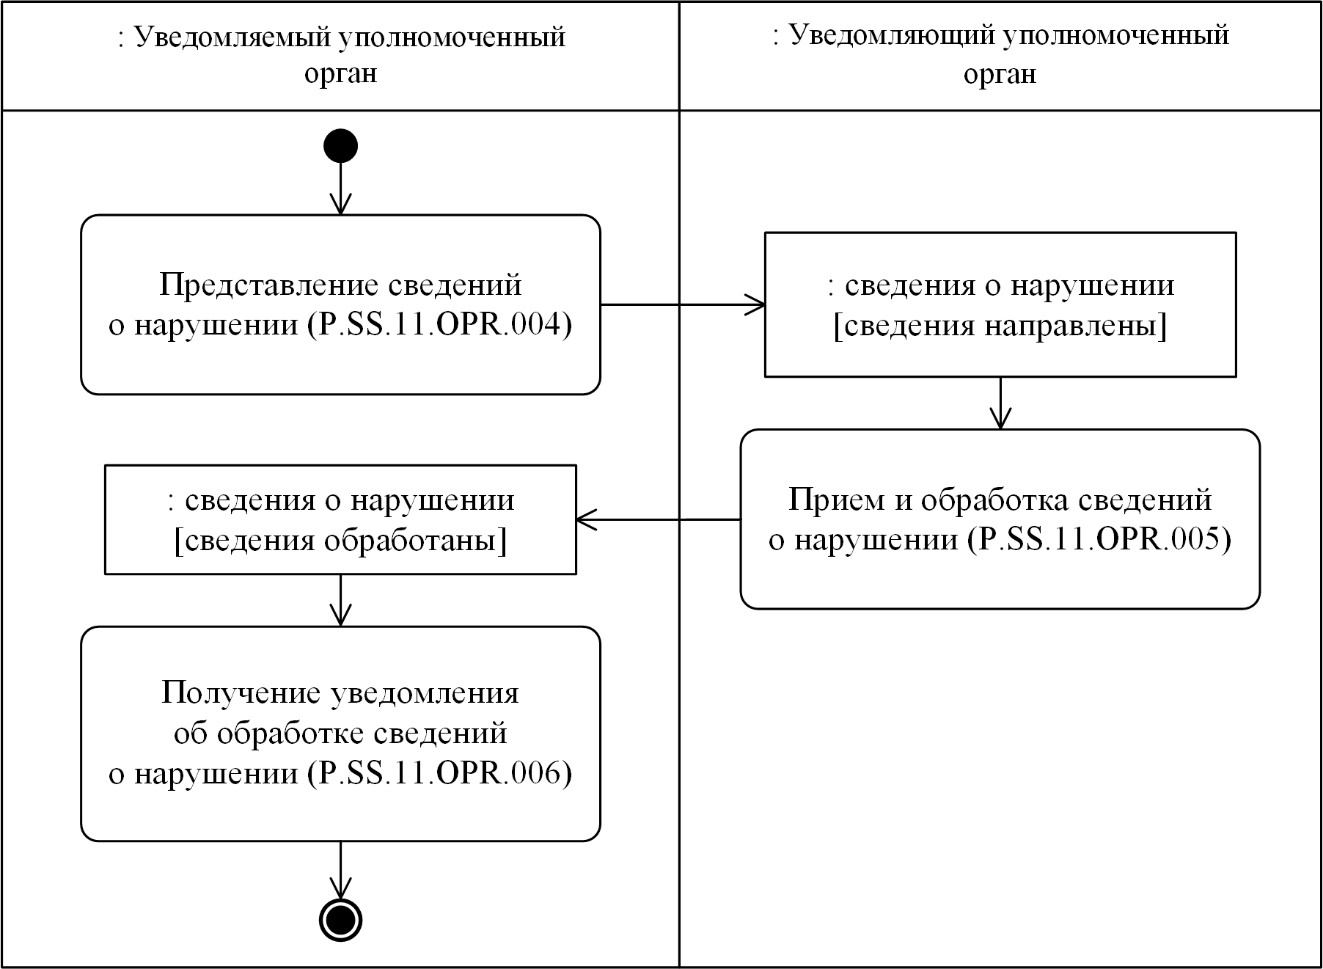 : Уведомляемый уполномоченный
орган
: Уведомляющий уполномоченный
орган
Представление сведений
о нарушении (P.SS.11.OPR.004)
: сведения о нарушении
[сведения направлены]
Прием и обработка сведений
о нарушении (P.SS.11.OPR.005)
: сведения о нарушении
[сведения обработаны]
Получение уведомления
об обработке сведений
о нарушении (P.SS.11.OPR.006)